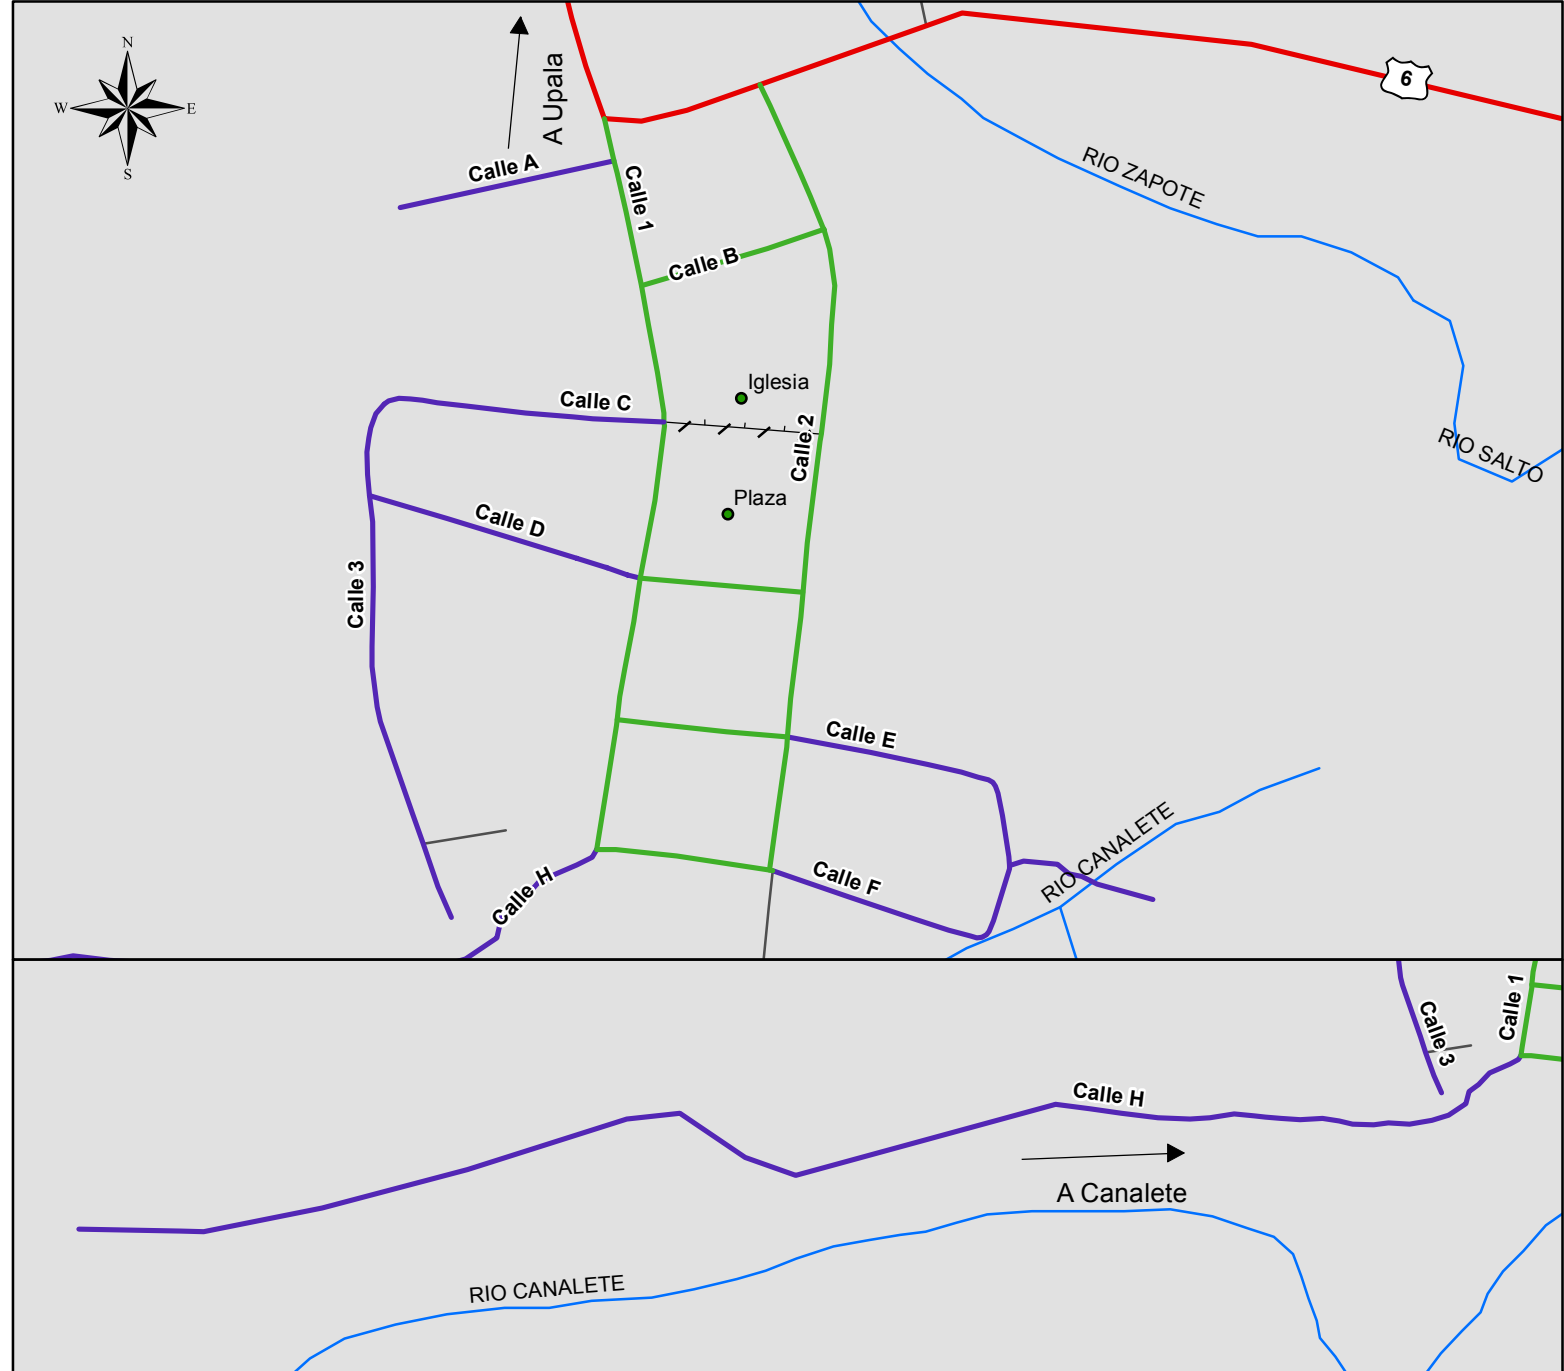 N
W
E
S
A Upala
6
Calle A
Calle 1
RIO ZAPOTE
Calle B
Iglesia
Calle C
Calle 2
RIO SALTO
Plaza
Calle D
Calle 3
Calle E
RIO CANALETE
Calle F
Calle H
Calle 1
Calle 3
Calle H
A Canalete
RIO CANALETE